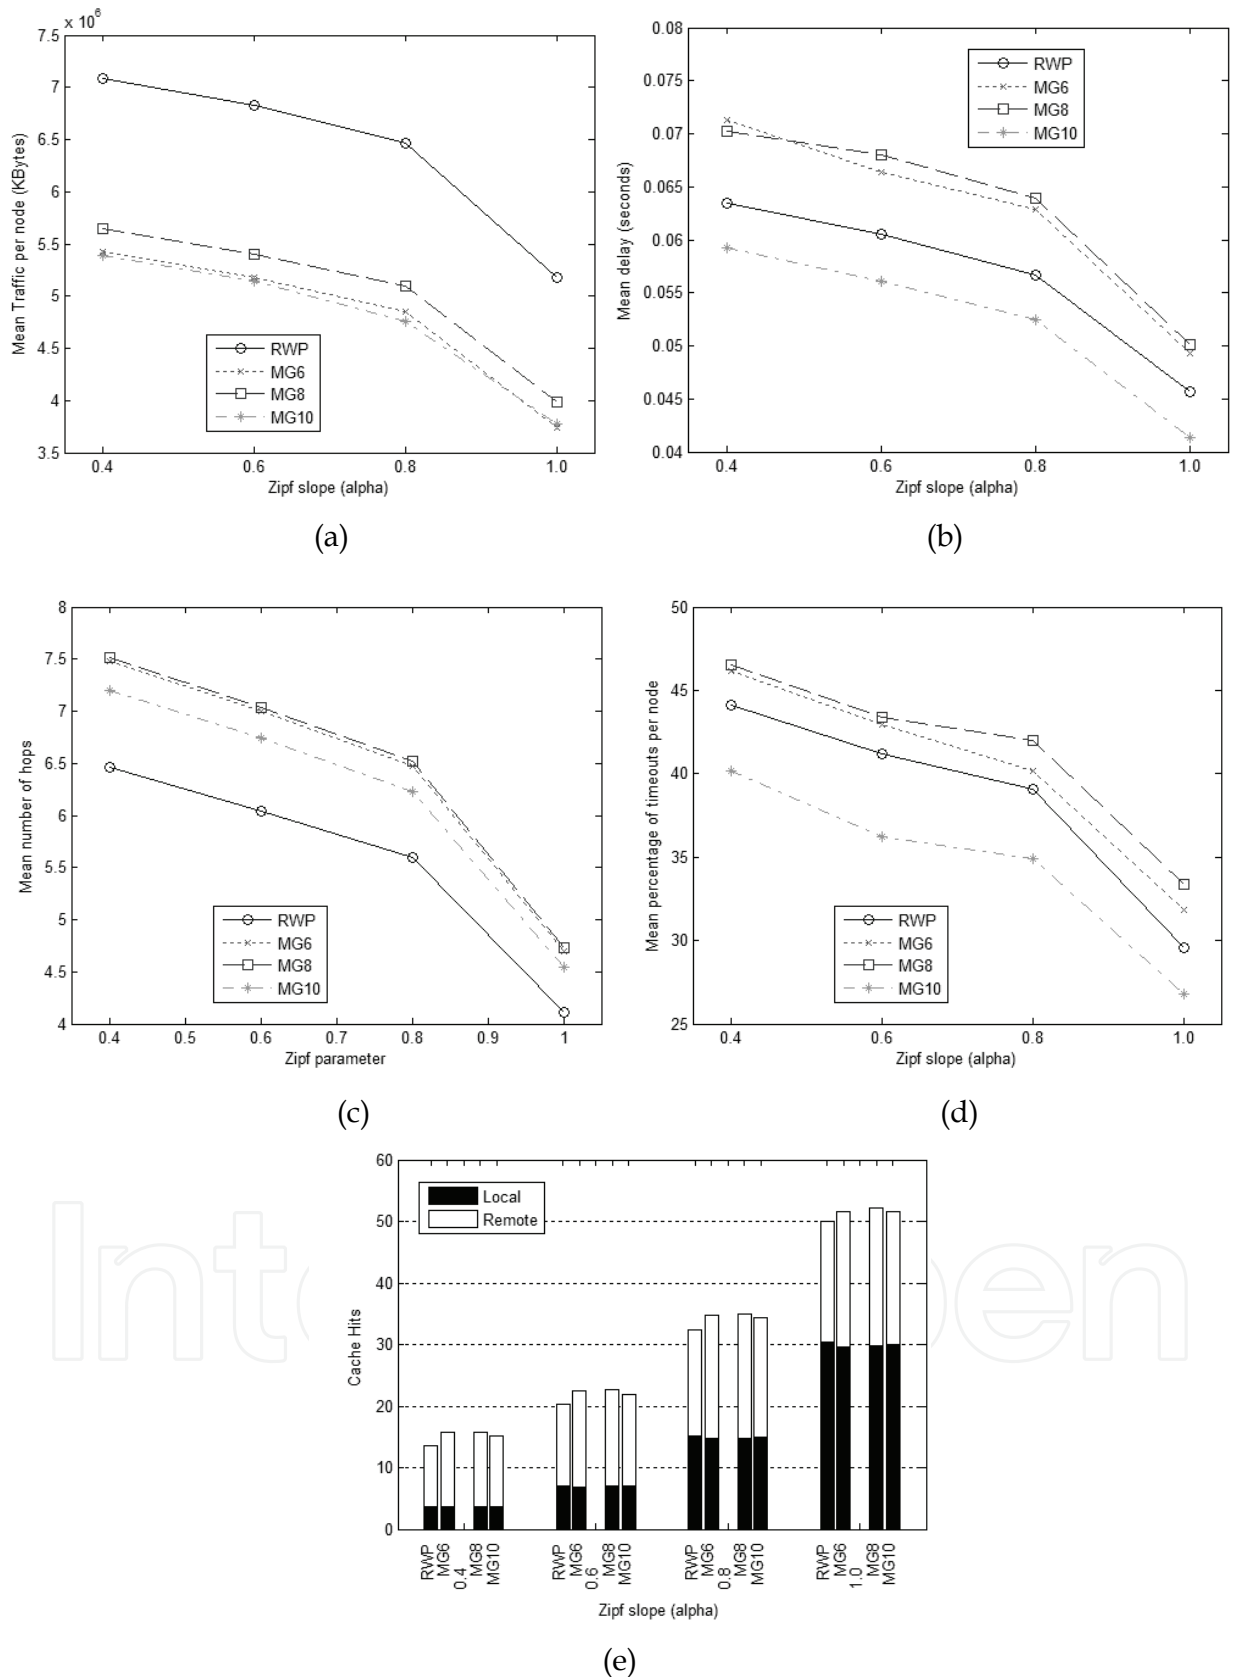 x 10^6
7.5
7
6.5
6
5.5
5
4.5
4
3.5
0.4 0.6 0.8 1.0
Mean Traffic per node (KBytes)
Zipf slope (alpha)
RWP
MG6
MG8
MG10
(a)
0.08
0.075
0.07
0.065
0.06
0.055
0.05
0.045
0.04
0.4 0.6 0.8 1.0
Mean delay (seconds)
Zipf slope (alpha)
RWP
MG6
MG8
MG10
(b)
8
7.5
7
6.5
6
5.5
5
4.5
4
0.4 0.5 0.6 0.7 0.8 0.9 1
Mean number of hops
Zipf parameter
RWP
MG6
MG8
MG10
(c)
50
45
40
35
30
25
0.4 0.6 0.8 1.0
Mean percentage of timeouts per node
Zipf slope (alpha)
RWP
MG6
MG8
MG10
(d)
60
50
40
30
20
10
0
Cache Hits
Local
Remote
RWP MG6 0.4 MG8 MG10 RWP MG6 0.6 MG8 MG10 RWP MG6 0.8 MG8 MG10 RWP MG6 1.0 MG8 MG10
Zipf slope (alpha)
(e)